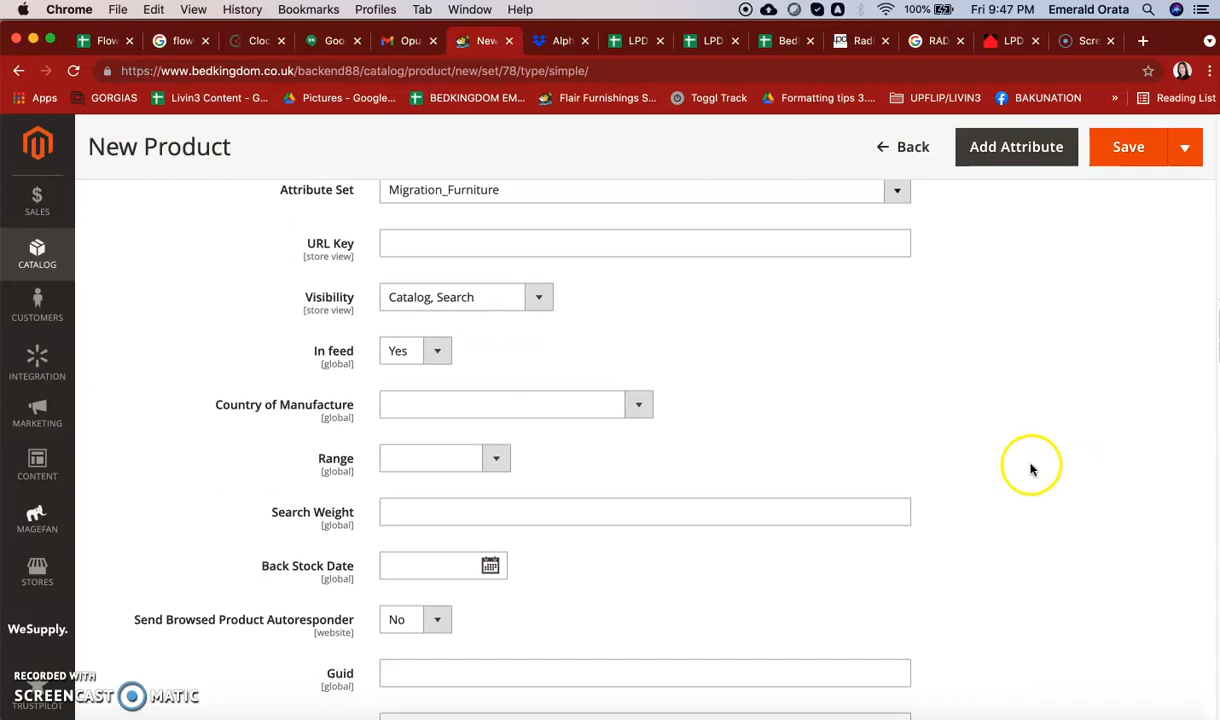 Chrome File Edit View History Bookmarks Profiles Tab Window Help 100% Fri 9:47 PM Emerald Orata
Flow flow Cloc Goo Opu New Alph LPD LPD Bedl Radi RAD LPD Scre
https://www.bedkingdom.co.uk/backend88/catalog/product/new/set/78/type/simple/
Apps GORGIAS Livin3 Content - G... Pictures - Google... BEDKINGDOM EM... Flair Furnishings S... Toggl Track Formatting tips 3.... UPFLIP/LIVIN3 BAKUNATION » Reading List
New Product
Back
Add Attribute
Save
SALES
CATALOG
CUSTOMERS
INTEGRATION
MARKETING
CONTENT
MAGEFAN
STORES
WeSupply.
TRUSTPILOT
Attribute Set Migration_Furniture
URL Key
[store view]
Visibility Catalog, Search
[store view]
In feed Yes
[global]
Country of Manufacture
[global]
Range
[global]
Search Weight
[global]
Back Stock Date
[global]
Send Browsed Product Autoresponder No
[website]
Guid
[global]
RECORDED WITH
SCREENCAST MATIC